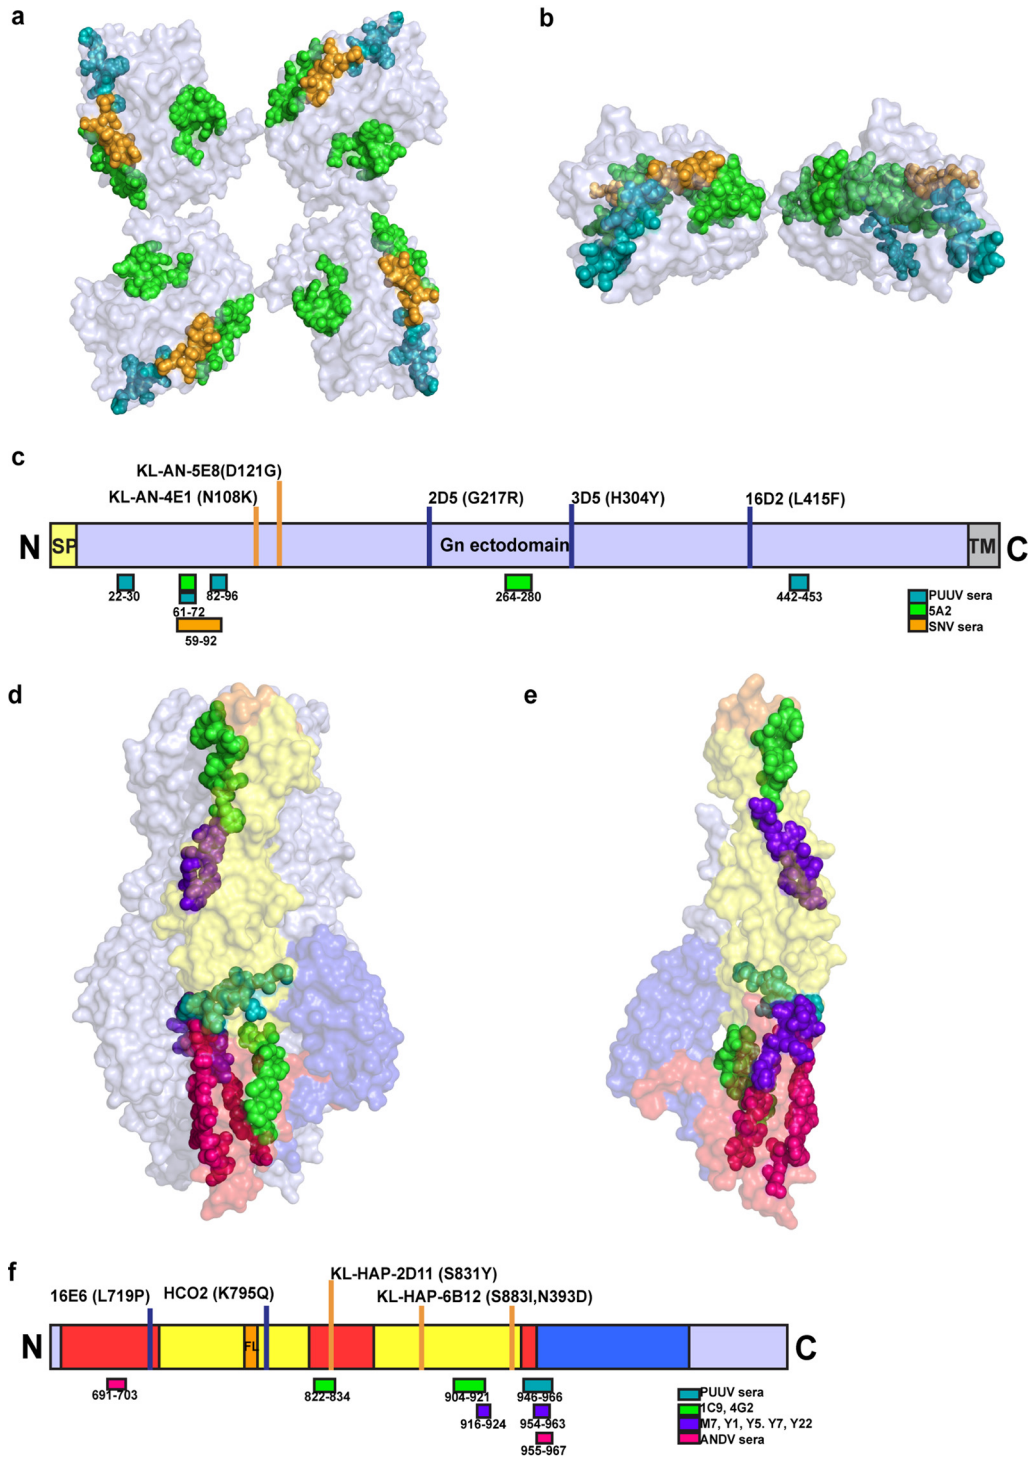 a
b
c
KL-AN-5E8(D121G)
KL-AN-4E1 (N108K)
2D5 (G217R)
3D5 (H304Y)
16D2 (L415F)
N
SP
Gn ectodomain
TM
C
22-30
61-72
82-96
59-92
264-280
442-453
PUUV sera
5A2
SNV sera
d
e
f
KL-HAP-2D11 (S831Y)
16E6 (L719P)
HCO2 (K795Q)
KL-HAP-6B12 (S883I,N393D)
N
FL
C
691-703
822-834
904-921
946-966
916-924
954-963
955-967
PUUV sera
1C9, 4G2
M7, Y1, Y5. Y7, Y22
ANDV sera